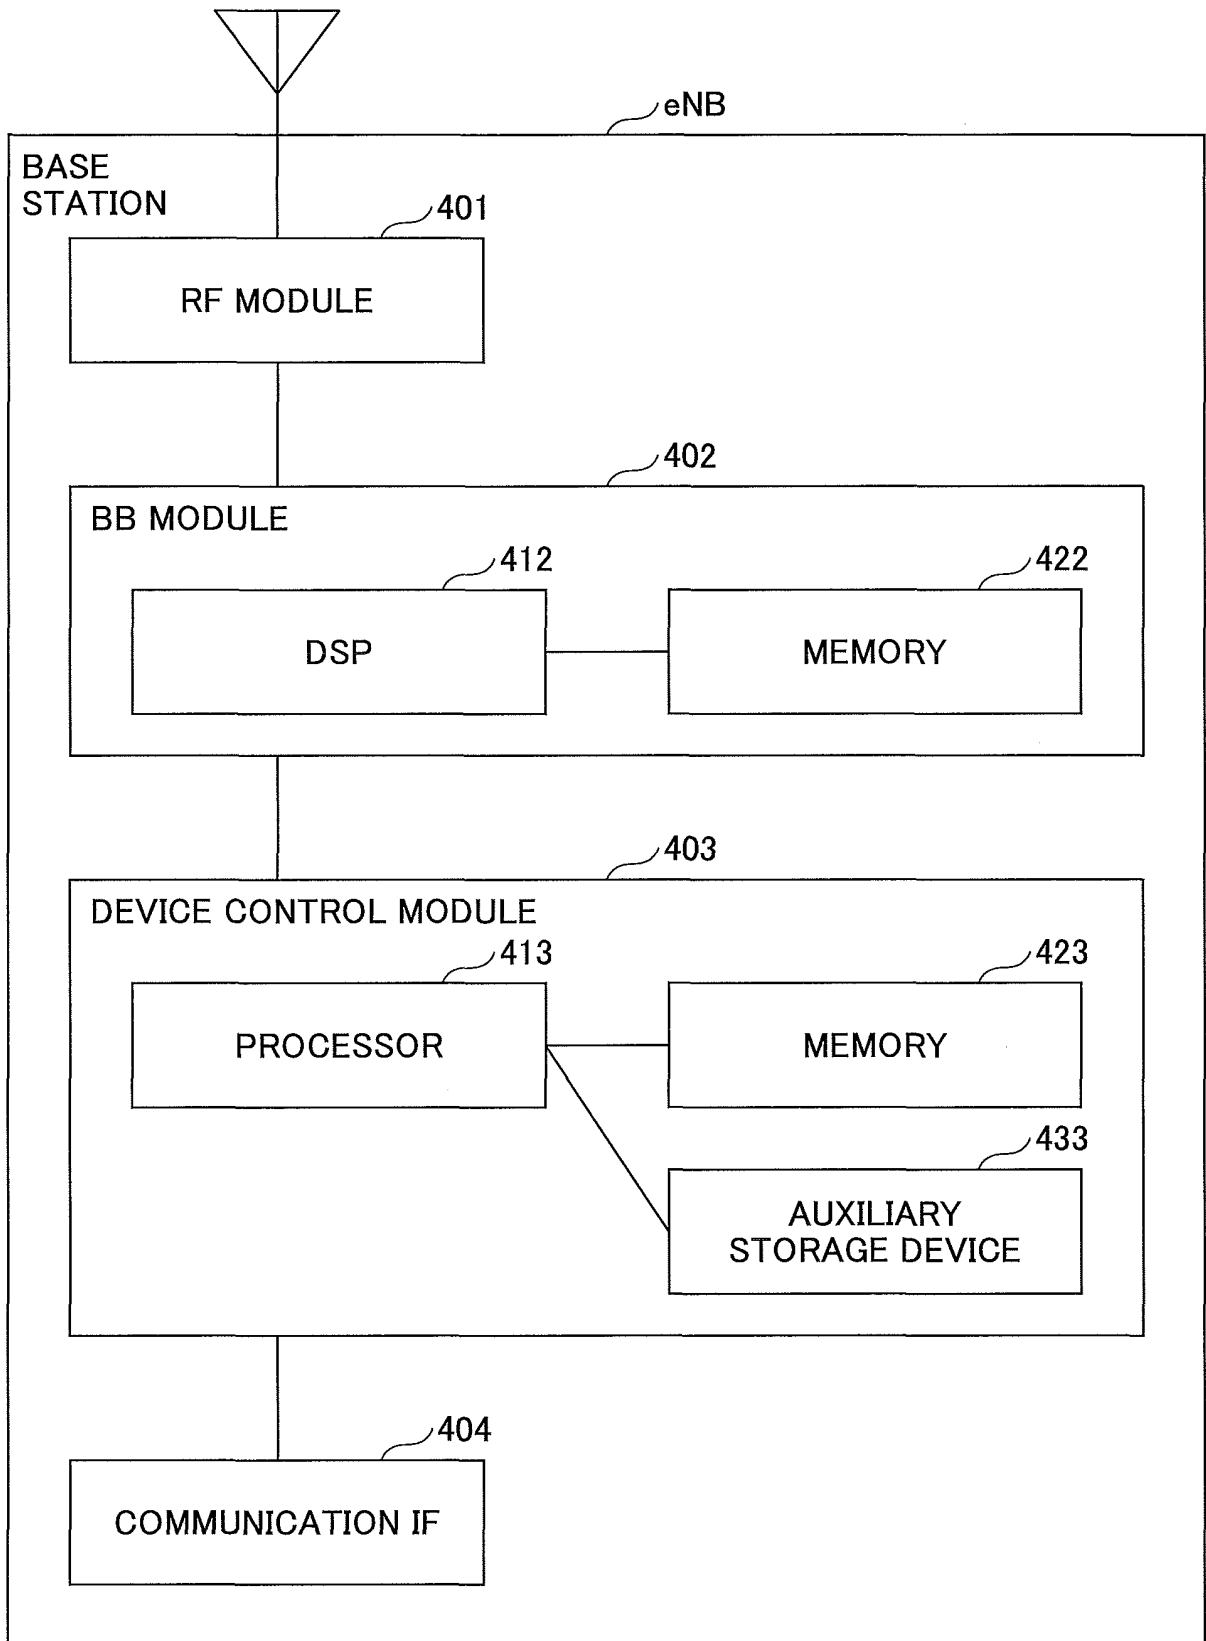 eNB
BASE
STATION
401
RF MODULE
402
BB MODULE
412
422
DSP
MEMORY
403
DEVICE CONTROL MODULE
413
423
PROCESSOR
MEMORY
433
AUXILIARY
STORAGE DEVICE
404
COMMUNICATION IF